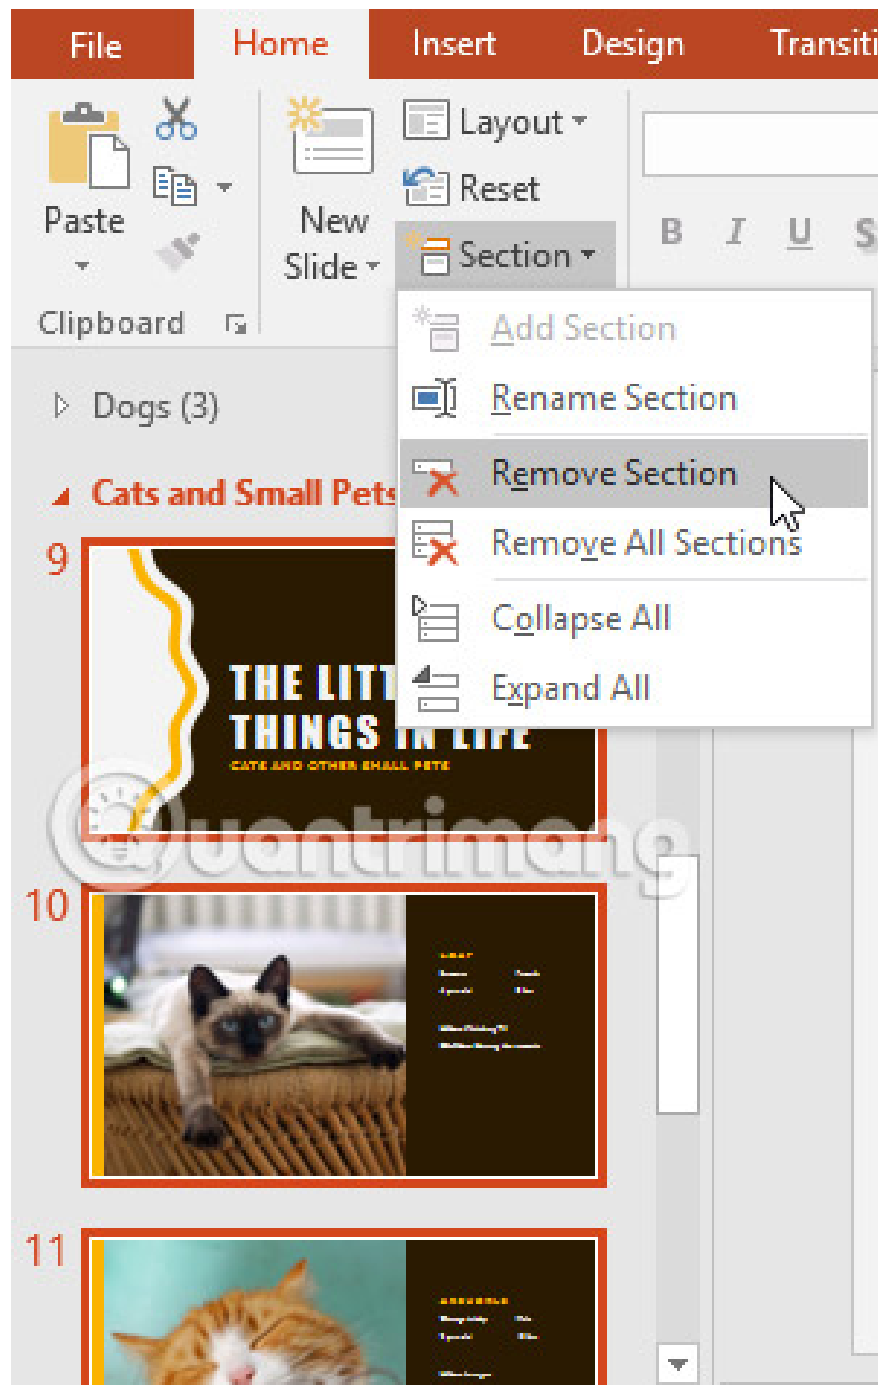 File Home Insert Design Transiti
Layout
Reset
Paste
New
Slide
Section
B I U S
Clipboard
Add Section
Rename Section
Remove Section
Remove All Sections
Collapse All
Expand All
Dogs (3)
Cats and Small Pets
9
THE LITT
THINGS IN LIFE
CATS AND OTHER SMALL PETS
Quantrimang
10
11